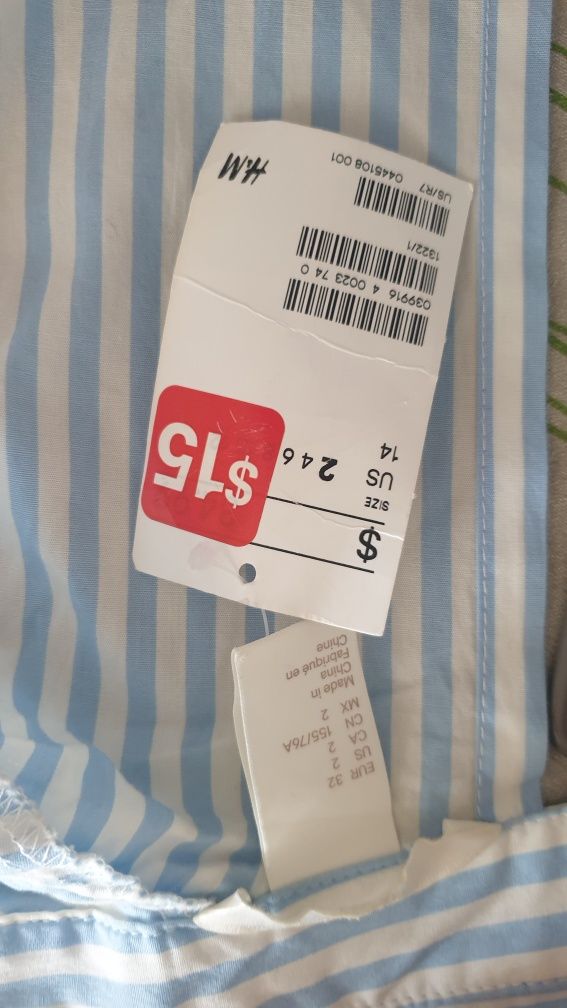 $
SIZE
US 2 4 6
14
$15
039916 4 0023 74 0
1322/1
US/R7 0445108 001
H&M
EUR 32
US 2
CA 2
CN 155/76A
MX 2
Made in
China
Fabriqué en
Chine